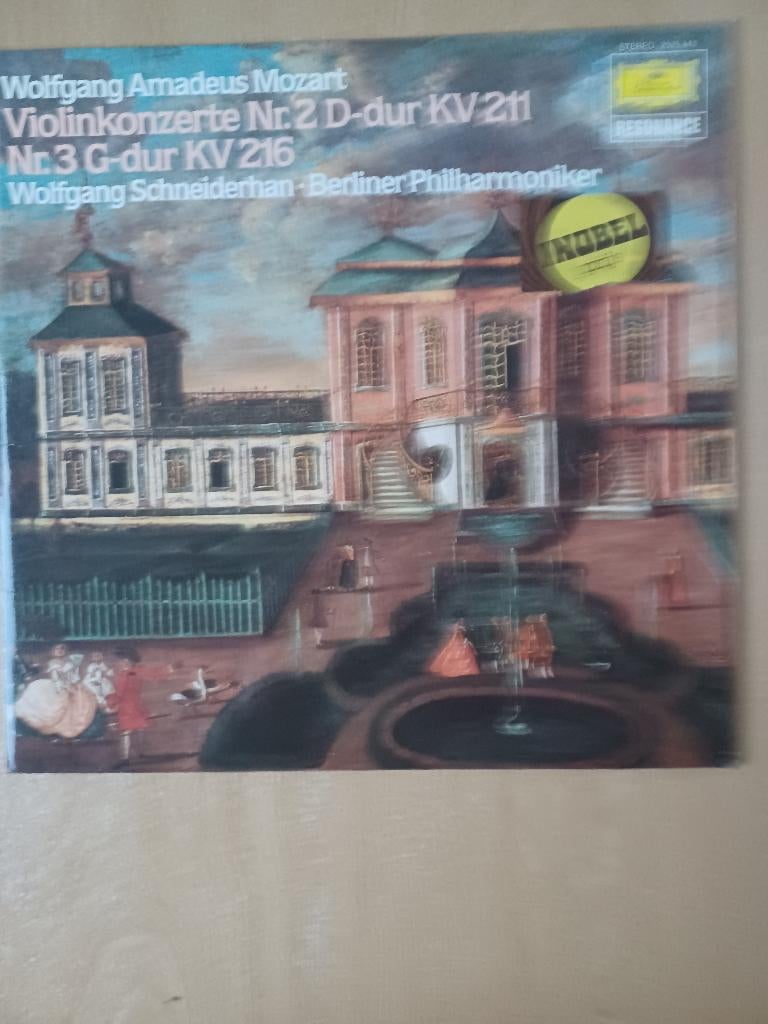 STEREO
Wolfgang Amadeus Mozart
Violinkonzerte Nr. 2 D-dur KV 211
Nr. 3 G-dur KV 216
RESONANCE
Wolfgang Schneiderhan · Berliner Philharmoniker
KNOBEL